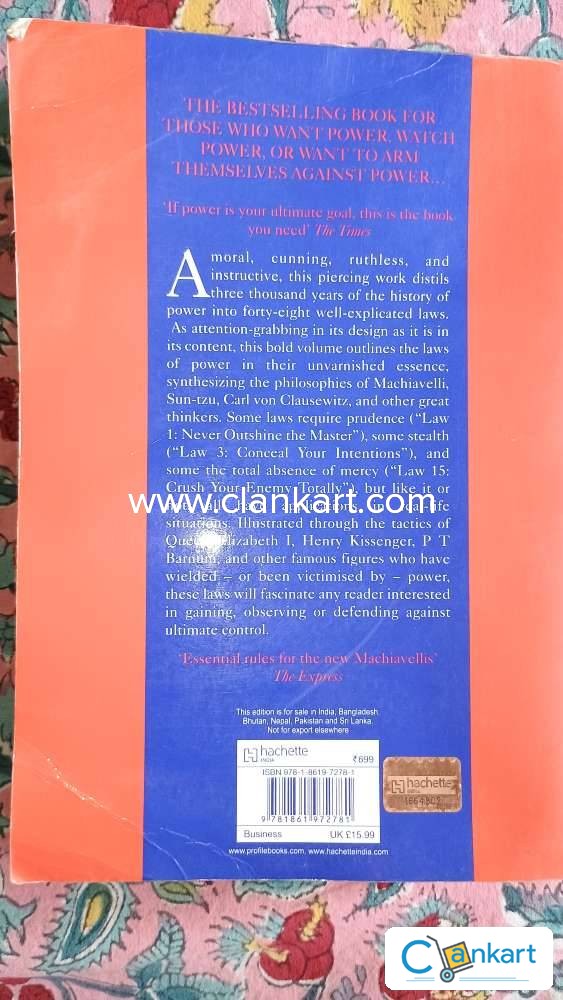 THE BESTSELLING BOOK FOR
THOSE WHO WANT POWER, WATCH
POWER, OR WANT TO ARM
THEMSELVES AGAINST POWER...
'If power is your ultimate goal, this is the book
you need' The Times
Amoral, cunning, ruthless, and
instructive, this piercing work distils
three thousand years of the history of
power into forty-eight well-explicated laws.
As attention-grabbing in its design as it is in
its content, this bold volume outlines the laws
of power in their unvarnished essence,
synthesizing the philosophies of Machiavelli,
Sun-tzu, Carl von Clausewitz, and other great
thinkers. Some laws require prudence ("Law
1: Never Outshine the Master"), some stealth
("Law 3: Conceal Your Intentions"), and
some the total absence of mercy ("Law 15:
Crush Your Enemy Totally"), but like it or
www.clankart.com
not, all have applications in real-life
situations. Illustrated through the tactics of
Queen Elizabeth I, Henry Kissenger, P T
Barnum, and other famous figures who have
wielded – or been victimised by – power,
these laws will fascinate any reader interested
in gaining, observing or defending against
ultimate control.
'Essential rules for the new Machiavellis'
The Express
This edition is for sale in India, Bangladesh,
Bhutan, Nepal, Pakistan and Sri Lanka.
Not for export elsewhere
hachette
INDIA
₹699
ISBN 978-1-8619-7278-1
9 781861 972781
Business UK £15.99
www.profilebooks.com, www.hachetteindia.com
hachette
INDIA
Clankart